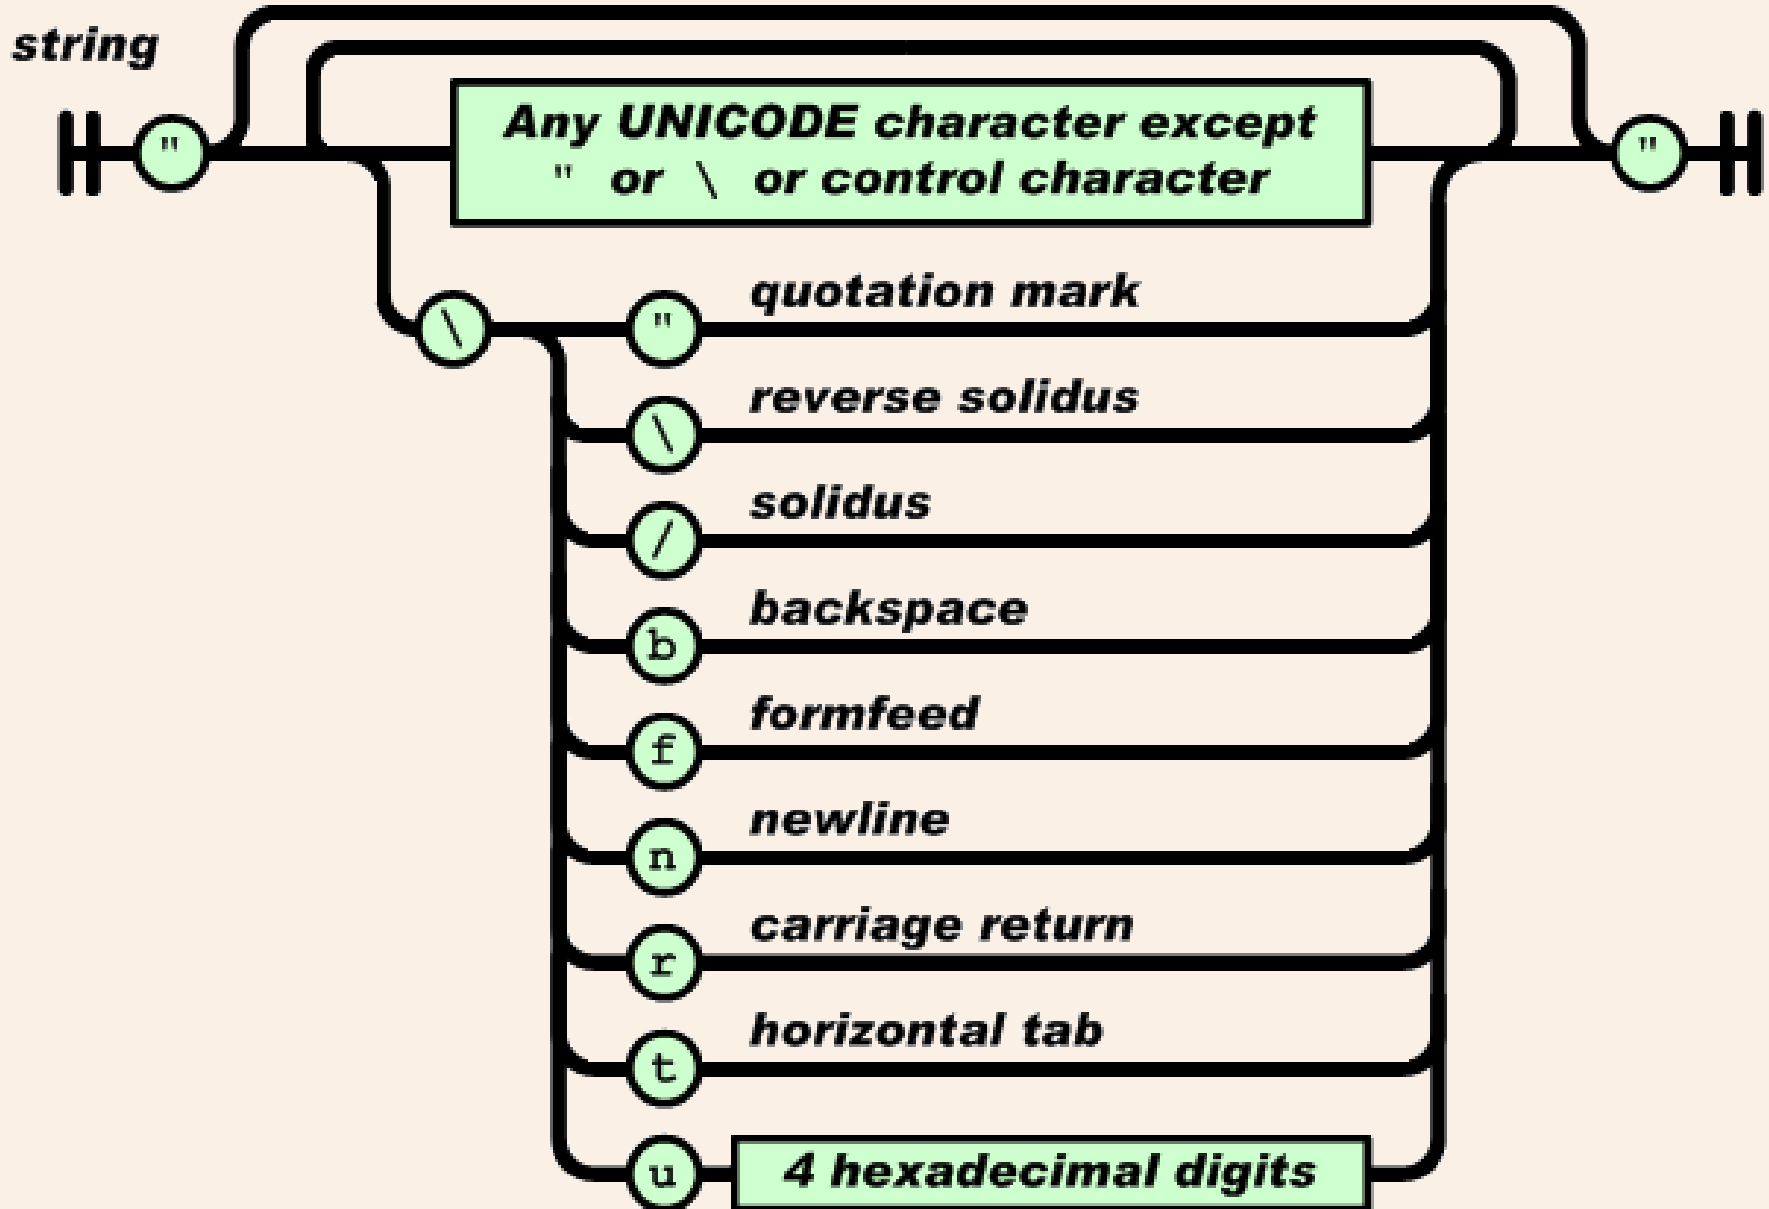 string
"
Any UNICODE character except
" or \ or control character
"
\
" quotation mark
\ reverse solidus
/ solidus
b backspace
f formfeed
n newline
r carriage return
t horizontal tab
u 4 hexadecimal digits